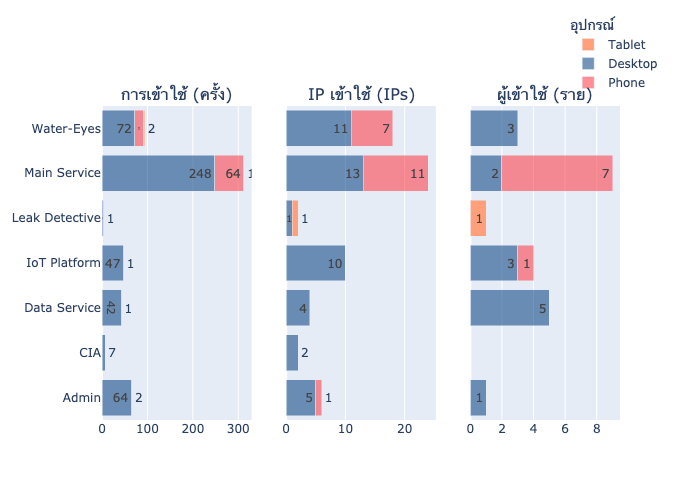 อุปกรณ์
Tablet
Desktop
Phone
การเข้าใช้ (ครั้ง) IP เข้าใช้ (IPs) ผู้เข้าใช้ (ราย)
Water-Eyes 72 2 11 7 3
Main Service 248 64 1 13 11 2 7
Leak Detective 1 1 1 1
IoT Platform 47 1 10 3 1
Data Service 42 1 4 5
CIA 7 2
Admin 64 2 5 1 1
0 100 200 300 0 10 20 0 2 4 6 8